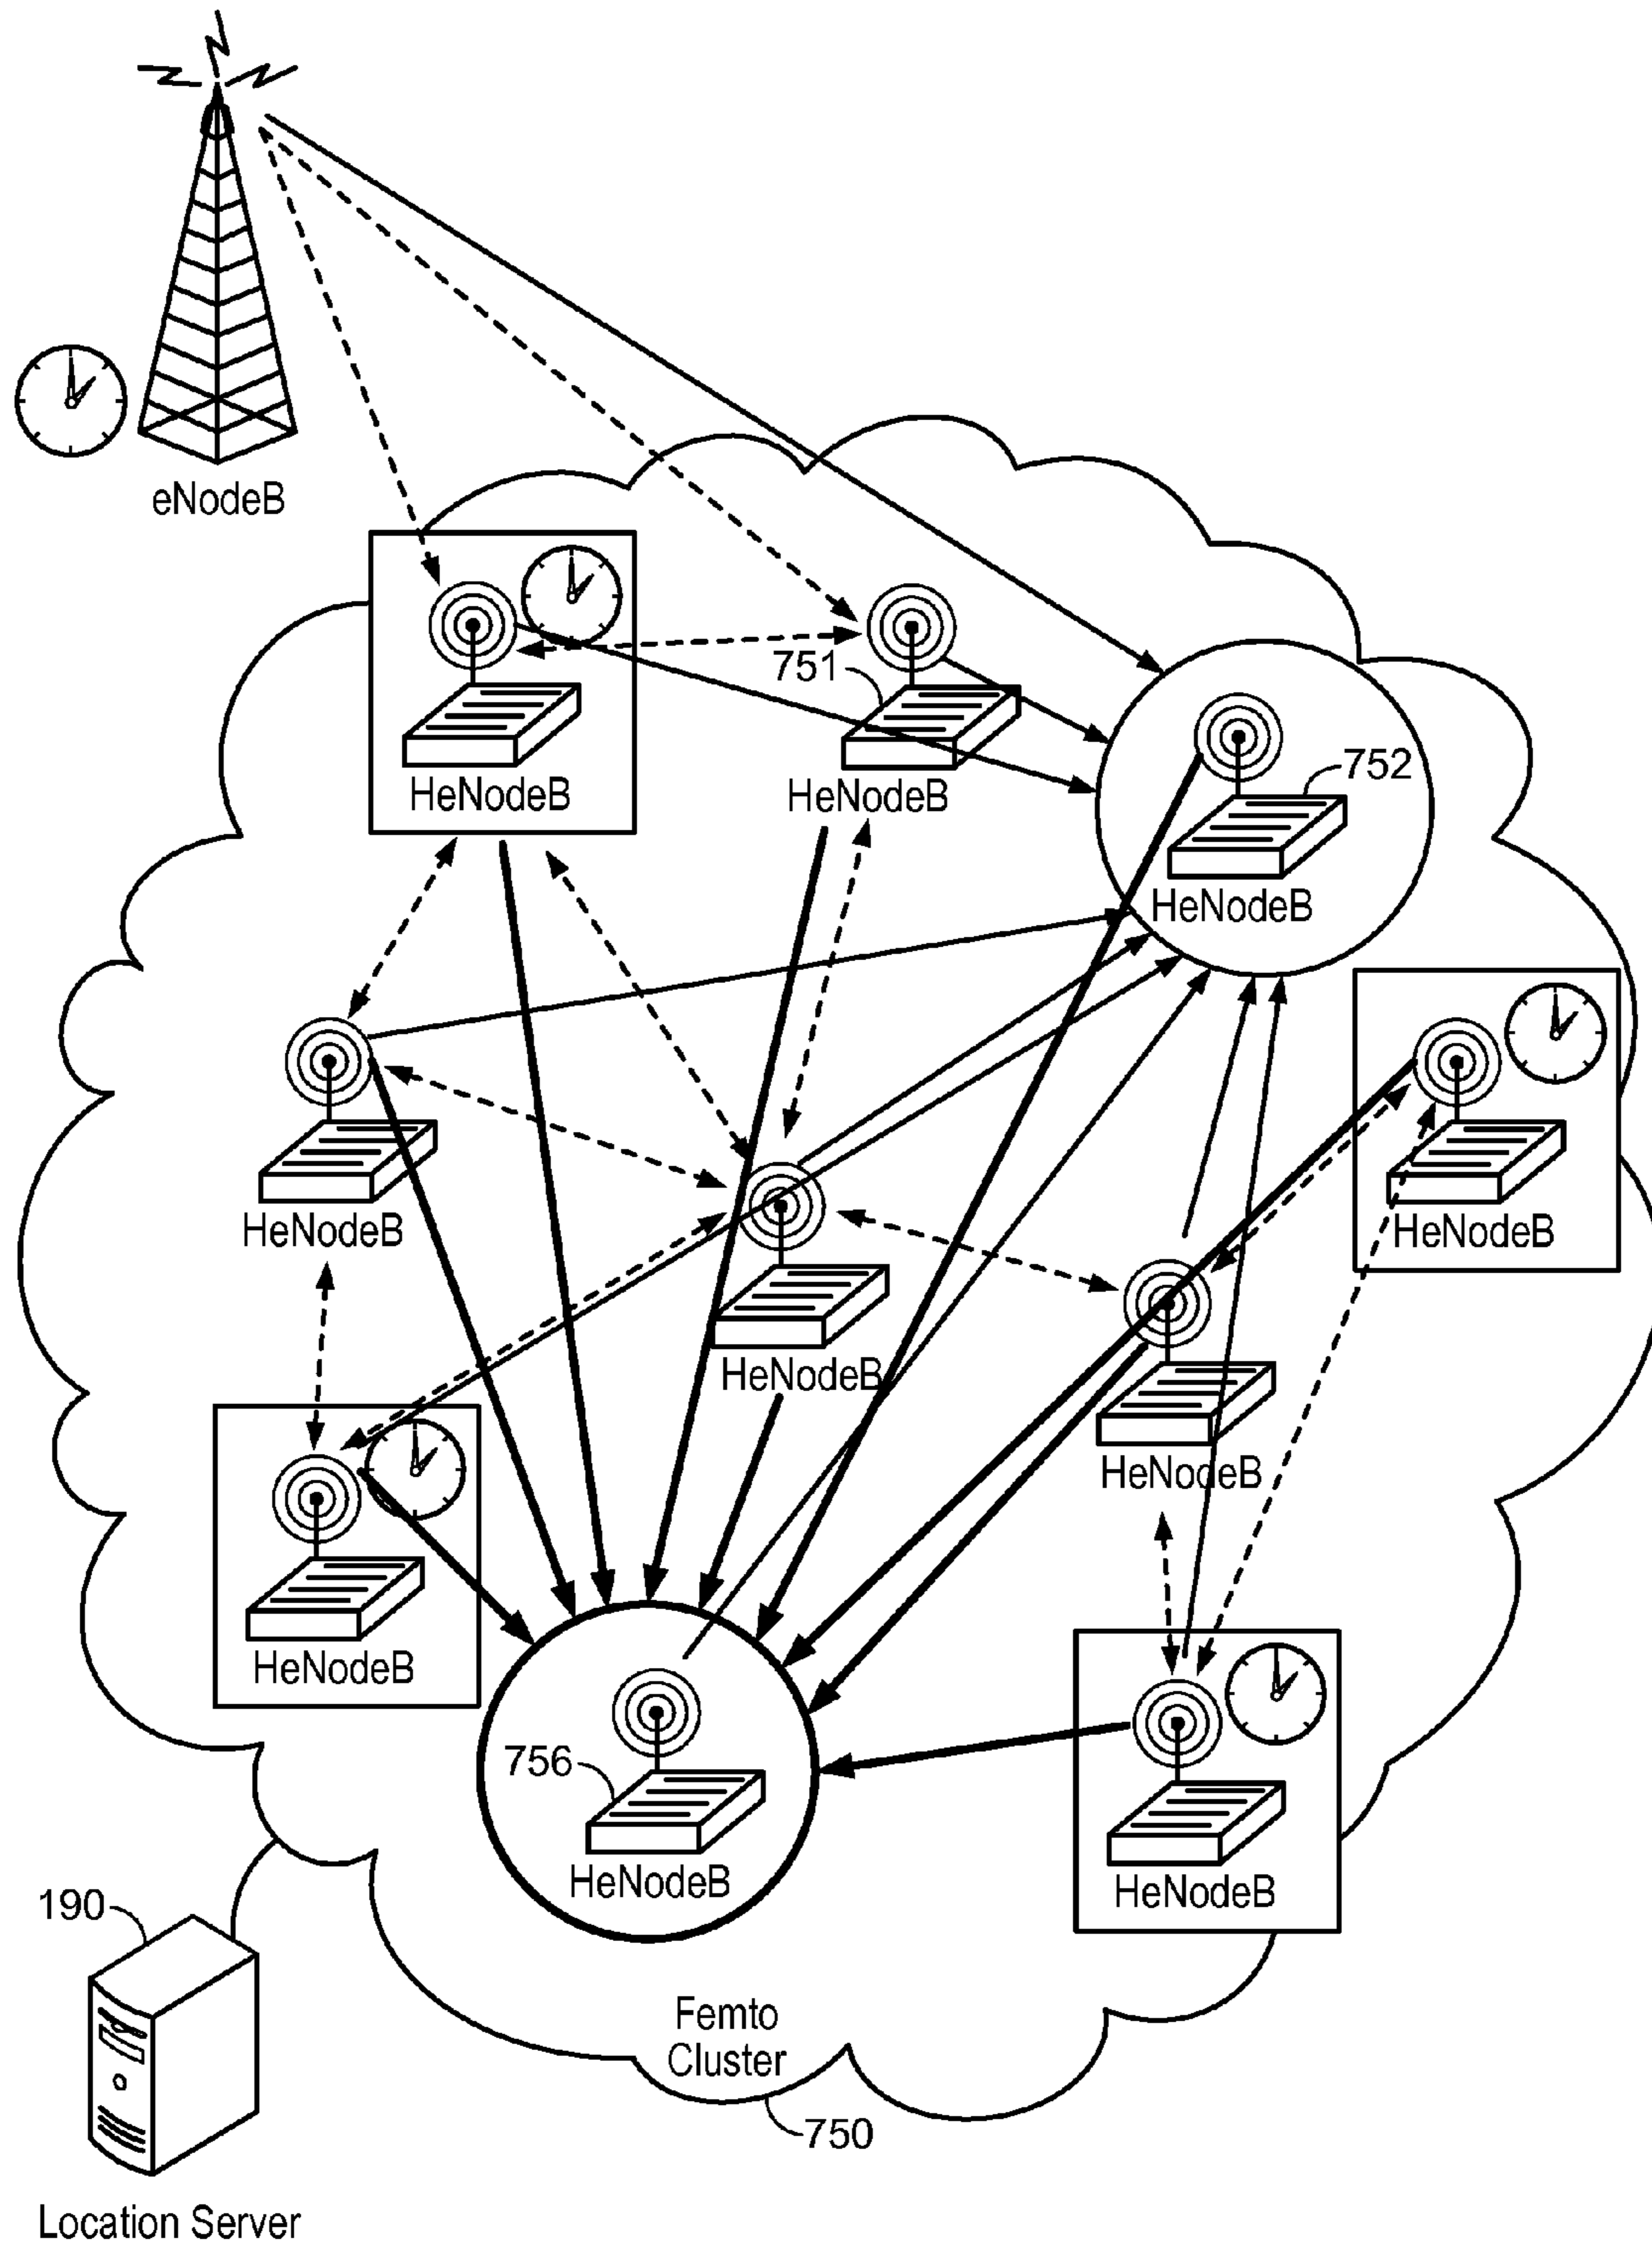 eNodeB
HeNodeB
751
HeNodeB
752
HeNodeB
HeNodeB
HeNodeB
HeNodeB
HeNodeB
HeNodeB
756
HeNodeB
HeNodeB
190
Femto
Cluster
750
Location Server